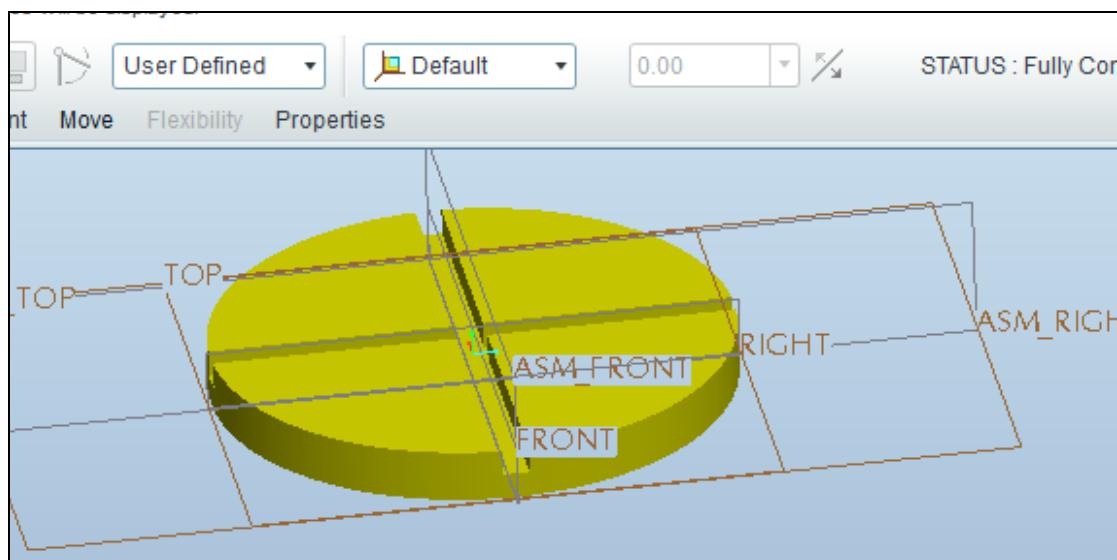 User Defined
Default
0.00
STATUS : Fully Con
nt
Move
Flexibility
Properties
TOP
_TOP
ASM_RIGH
RIGHT
ASM_FRONT
FRONT